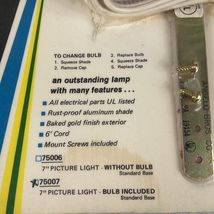 TO CHANGE BULB
1. Squeeze Shade
2. Remove Cap
3. Replace Bulb
4. Squeeze Shade
5. Replace Cap
an outstanding lamp
with many features . . .
• All electrical parts UL listed
• Rust-proof aluminum shade
• Baked gold finish exterior
• 6' Cord
• Mount Screws Included
75006
7" PICTURE LIGHT - WITHOUT BULB
Standard Base
75007
7" PICTURE LIGHT - BULB INCLUDED
Standard Base